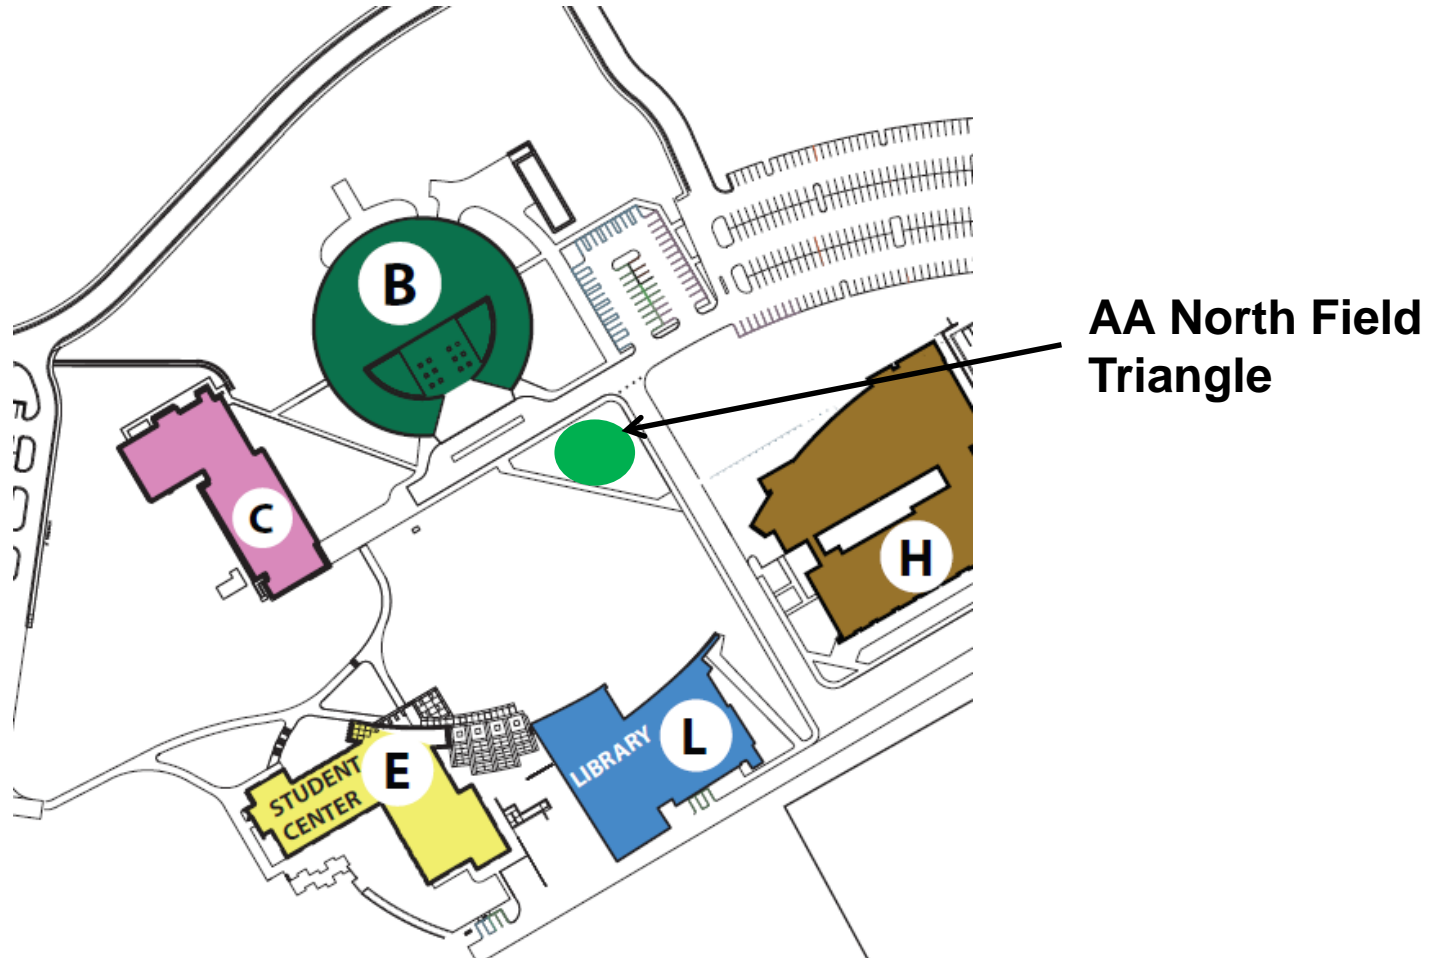 B
AA North Field
Triangle
C
H
L
LIBRARY
E
STUDENT
CENTER